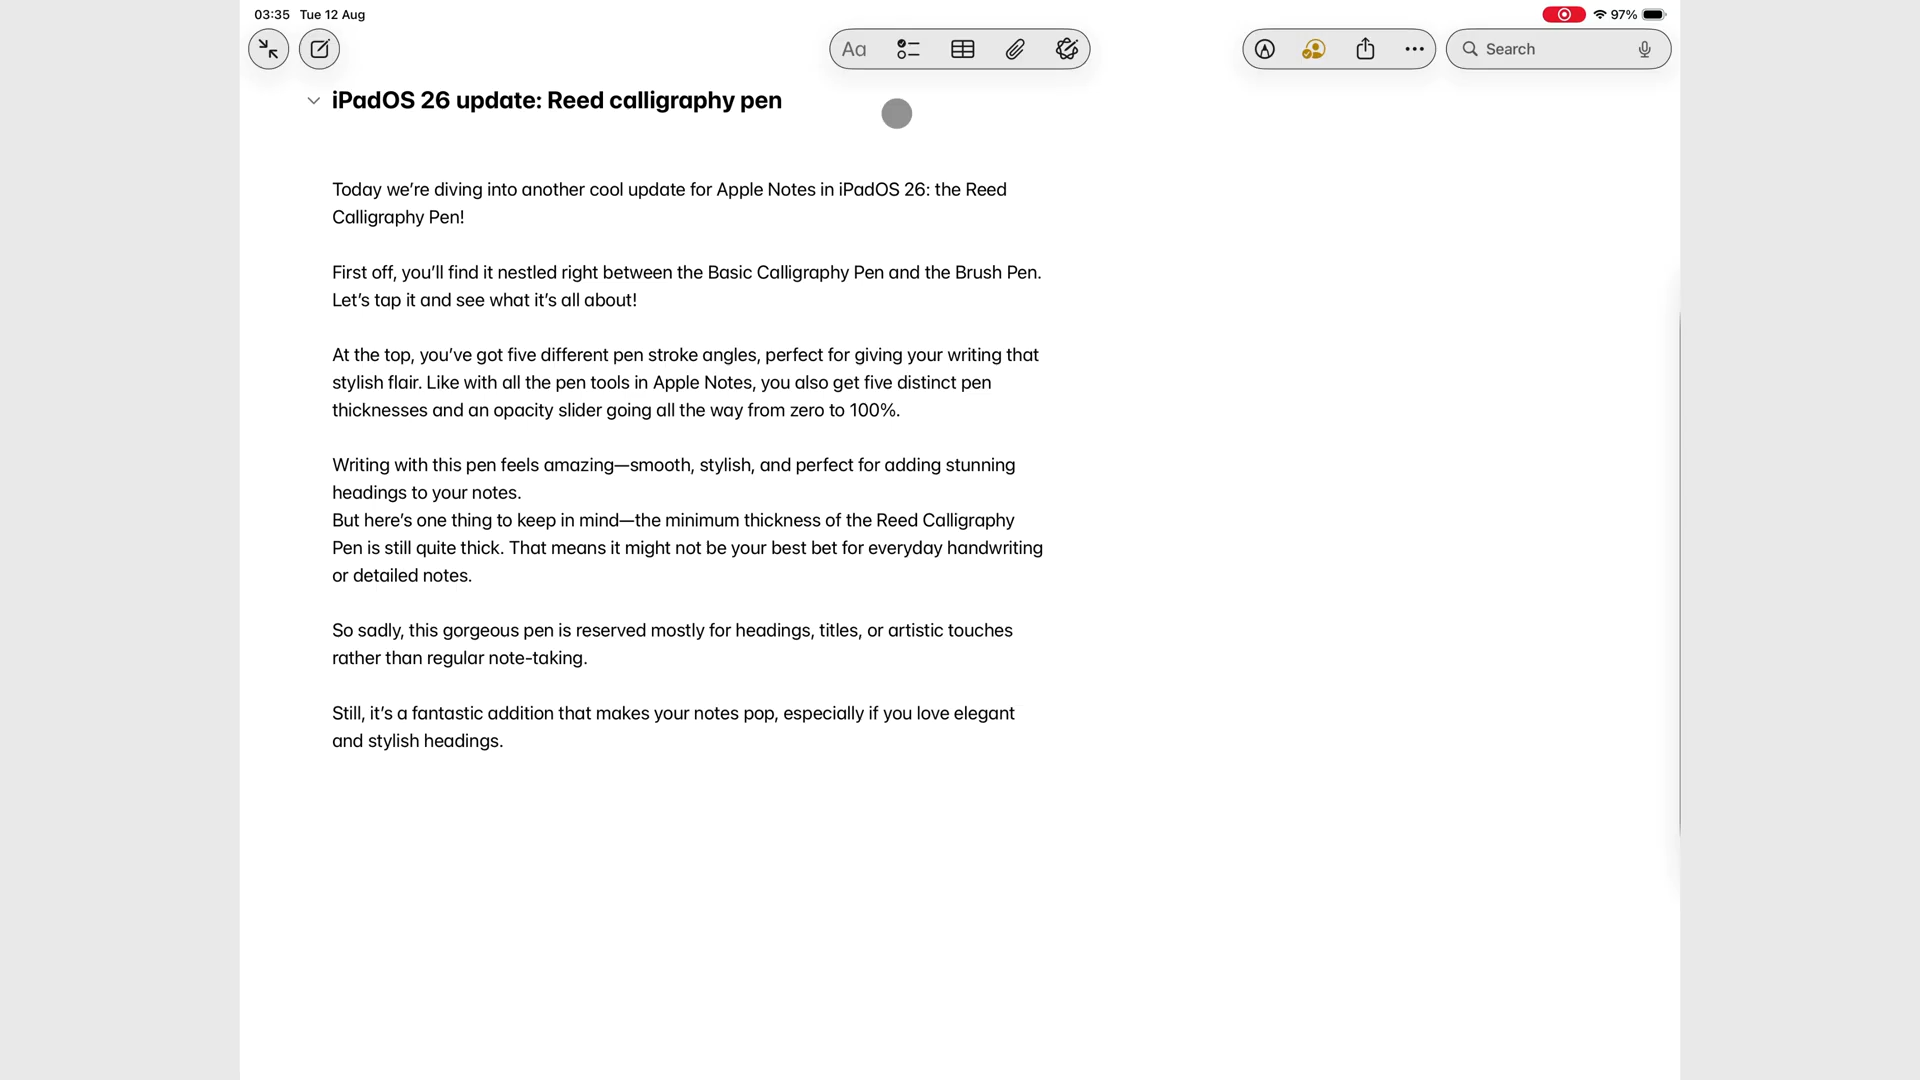 03:35 Tue 12 Aug
97%
Aa
Search
iPadOS 26 update: Reed calligraphy pen
Today we’re diving into another cool update for Apple Notes in iPadOS 26: the Reed
Calligraphy Pen!
First off, you’ll find it nestled right between the Basic Calligraphy Pen and the Brush Pen.
Let’s tap it and see what it’s all about!
At the top, you’ve got five different pen stroke angles, perfect for giving your writing that
stylish flair. Like with all the pen tools in Apple Notes, you also get five distinct pen
thicknesses and an opacity slider going all the way from zero to 100%.
Writing with this pen feels amazing—smooth, stylish, and perfect for adding stunning
headings to your notes.
But here’s one thing to keep in mind—the minimum thickness of the Reed Calligraphy
Pen is still quite thick. That means it might not be your best bet for everyday handwriting
or detailed notes.
So sadly, this gorgeous pen is reserved mostly for headings, titles, or artistic touches
rather than regular note-taking.
Still, it’s a fantastic addition that makes your notes pop, especially if you love elegant
and stylish headings.